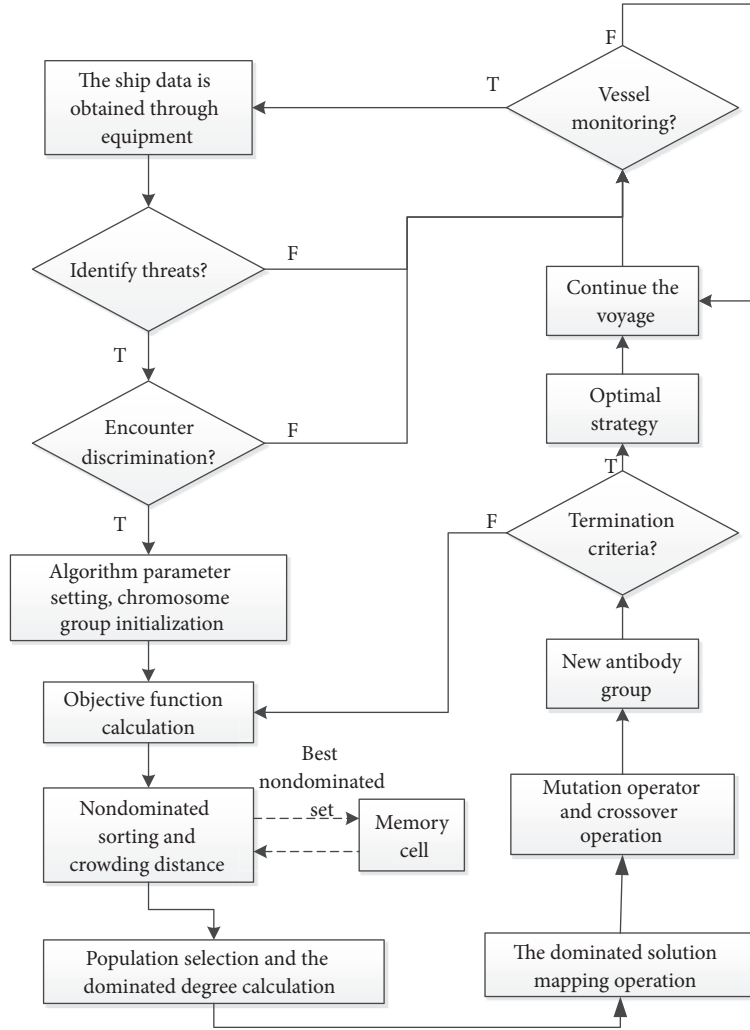 F
The ship data is
obtained through
equipment
T
Vessel
monitoring?
Identify threats?
F
Continue the
voyage
T
Optimal
strategy
Encounter
discrimination?
F
T
T
F
Termination
criteria?
Algorithm parameter
setting, chromosome
group initialization
New antibody
group
Objective function
calculation
Best
nondominated
set
Nondominated
sorting and
crowding distance
Memory
cell
Mutation operator
and crossover
operation
Population selection and the
dominated degree calculation
The dominated solution
mapping operation